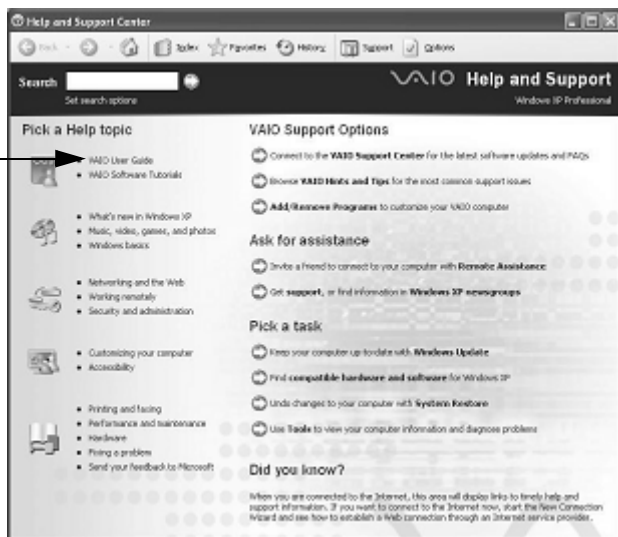 Help and Support Center
Back
Index
Favorites
History
Support
Options
Search
Set search options
VAIO Help and Support
Windows XP Professional
Pick a Help topic
• VAIO User Guide
• VAIO Software Tutorials
• What's new in Windows XP
• Music, video, games, and photos
• Windows basics
• Networking and the Web
• Working remotely
• Security and administration
• Customizing your computer
• Accessibility
• Printing and faxing
• Performance and maintenance
• Hardware
• Fixing a problem
• Send your feedback to Microsoft
VAIO Support Options
Connect to the VAIO Support Center for the latest software updates and FAQs
Browse VAIO Hints and Tips for the most common support issues
Add/Remove Programs to customize your VAIO computer
Ask for assistance
Invite a friend to connect to your computer with Remote Assistance
Get support, or find information in Windows XP newsgroups
Pick a task
Keep your computer up-to-date with Windows Update
Find compatible hardware and software for Windows XP
Undo changes to your computer with System Restore
Use Tools to view your computer information and diagnose problems
Did you know?
When you are connected to the Internet, this area will display links to timely help and
support information. If you want to connect to the Internet now, start the New Connection
Wizard and see how to establish a Web connection through an Internet service provider.